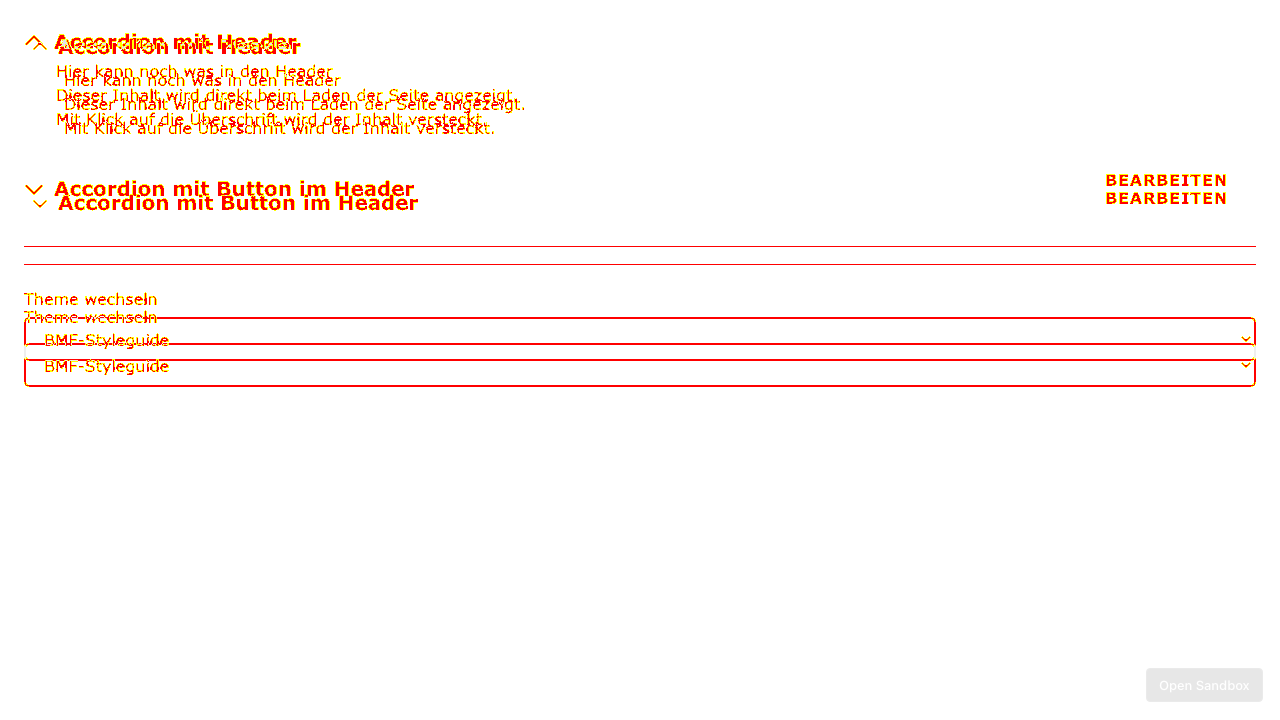 Accordion mit Header
Accordion mit Header
Hier kann noch was in den Header
Hier kann noch was in den Header
Dieser Inhalt wird direkt beim Laden der Seite angezeigt.
Dieser Inhalt wird direkt beim Laden der Seite angezeigt.
Mit Klick auf die Überschrift wird der Inhalt versteckt.
Mit Klick auf die Überschrift wird der Inhalt versteckt.
BEARBEITEN
Accordion mit Button im Header
BEARBEITEN
Accordion mit Button im Header
Theme wechseln
Theme wechseln
BMF-Styleguide
BMF-Styleguide
Open Sandbox